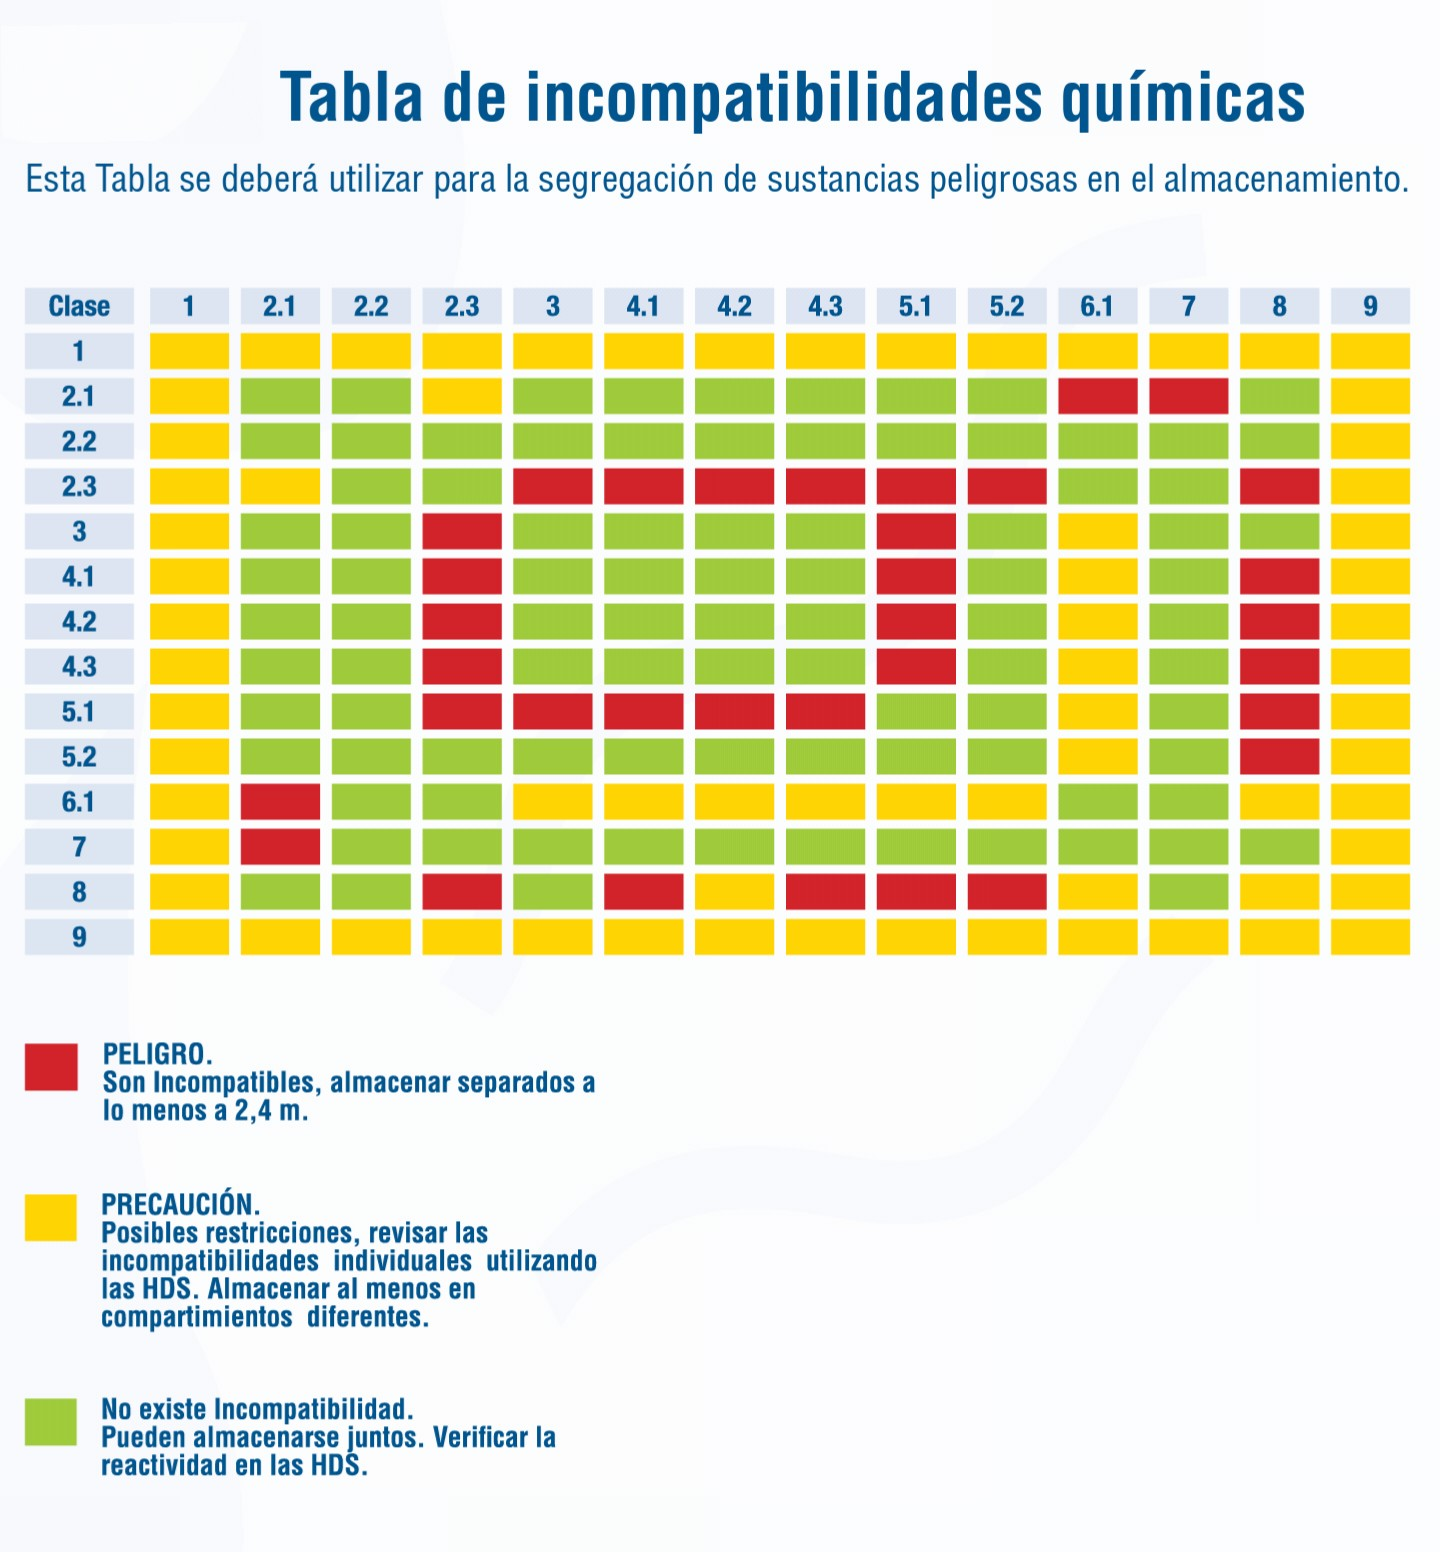 Tabla de incompatibilidades químicas
Esta Tabla se deberá utilizar para la segregación de sustancias peligrosas en el almacenamiento.
Clase 1 2.1 2.2 2.3 3 4.1 4.2 4.3 5.1 5.2 6.1 7 8 9
1
2.1
2.2
2.3
3
4.1
4.2
4.3
5.1
5.2
6.1
7
8
9
PELIGRO.
Son Incompatibles, almacenar separados a
lo menos a 2,4 m.
PRECAUCIÓN.
Posibles restricciones, revisar las
incompatibilidades individuales utilizando
las HDS. Almacenar al menos en
compartimientos diferentes.
No existe Incompatibilidad.
Pueden almacenarse juntos. Verificar la
reactividad en las HDS.